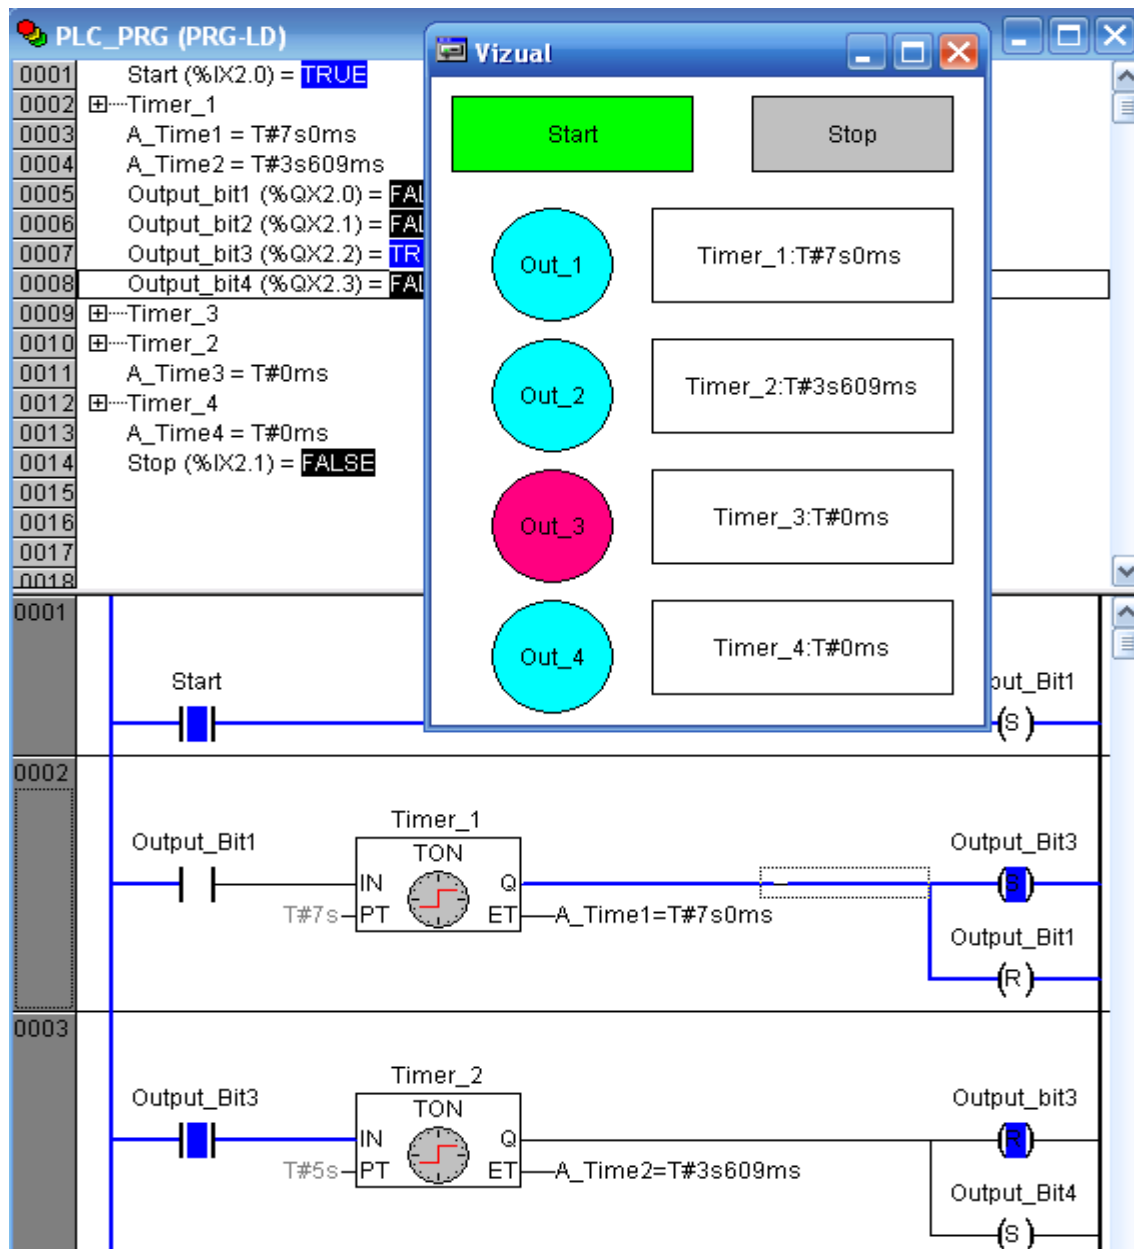 PLC_PRG (PRG-LD)
0001 Start (%IX2.0) = TRUE
0002 Timer_1
0003 A_Time1 = T#7s0ms
0004 A_Time2 = T#3s609ms
0005 Output_bit1 (%QX2.0) = FAL
0006 Output_bit2 (%QX2.1) = FAL
0007 Output_bit3 (%QX2.2) = TR
0008 Output_bit4 (%QX2.3) = FAL
0009 Timer_3
0010 Timer_2
0011 A_Time3 = T#0ms
0012 Timer_4
0013 A_Time4 = T#0ms
0014 Stop (%IX2.1) = FALSE
0015
0016
0017
0018
Vizual
Start Stop
Out_1 Timer_1:T#7s0ms
Out_2 Timer_2:T#3s609ms
Out_3 Timer_3:T#0ms
Out_4 Timer_4:T#0ms
0001
Start put_Bit1
S
0002
Timer_1
Output_Bit1 TON Output_Bit3
IN Q S
T#7s PT ET A_Time1=T#7s0ms
Output_Bit1
R
0003
Timer_2
Output_Bit3 TON Output_bit3
IN Q R
T#5s PT ET A_Time2=T#3s609ms
Output_Bit4
S